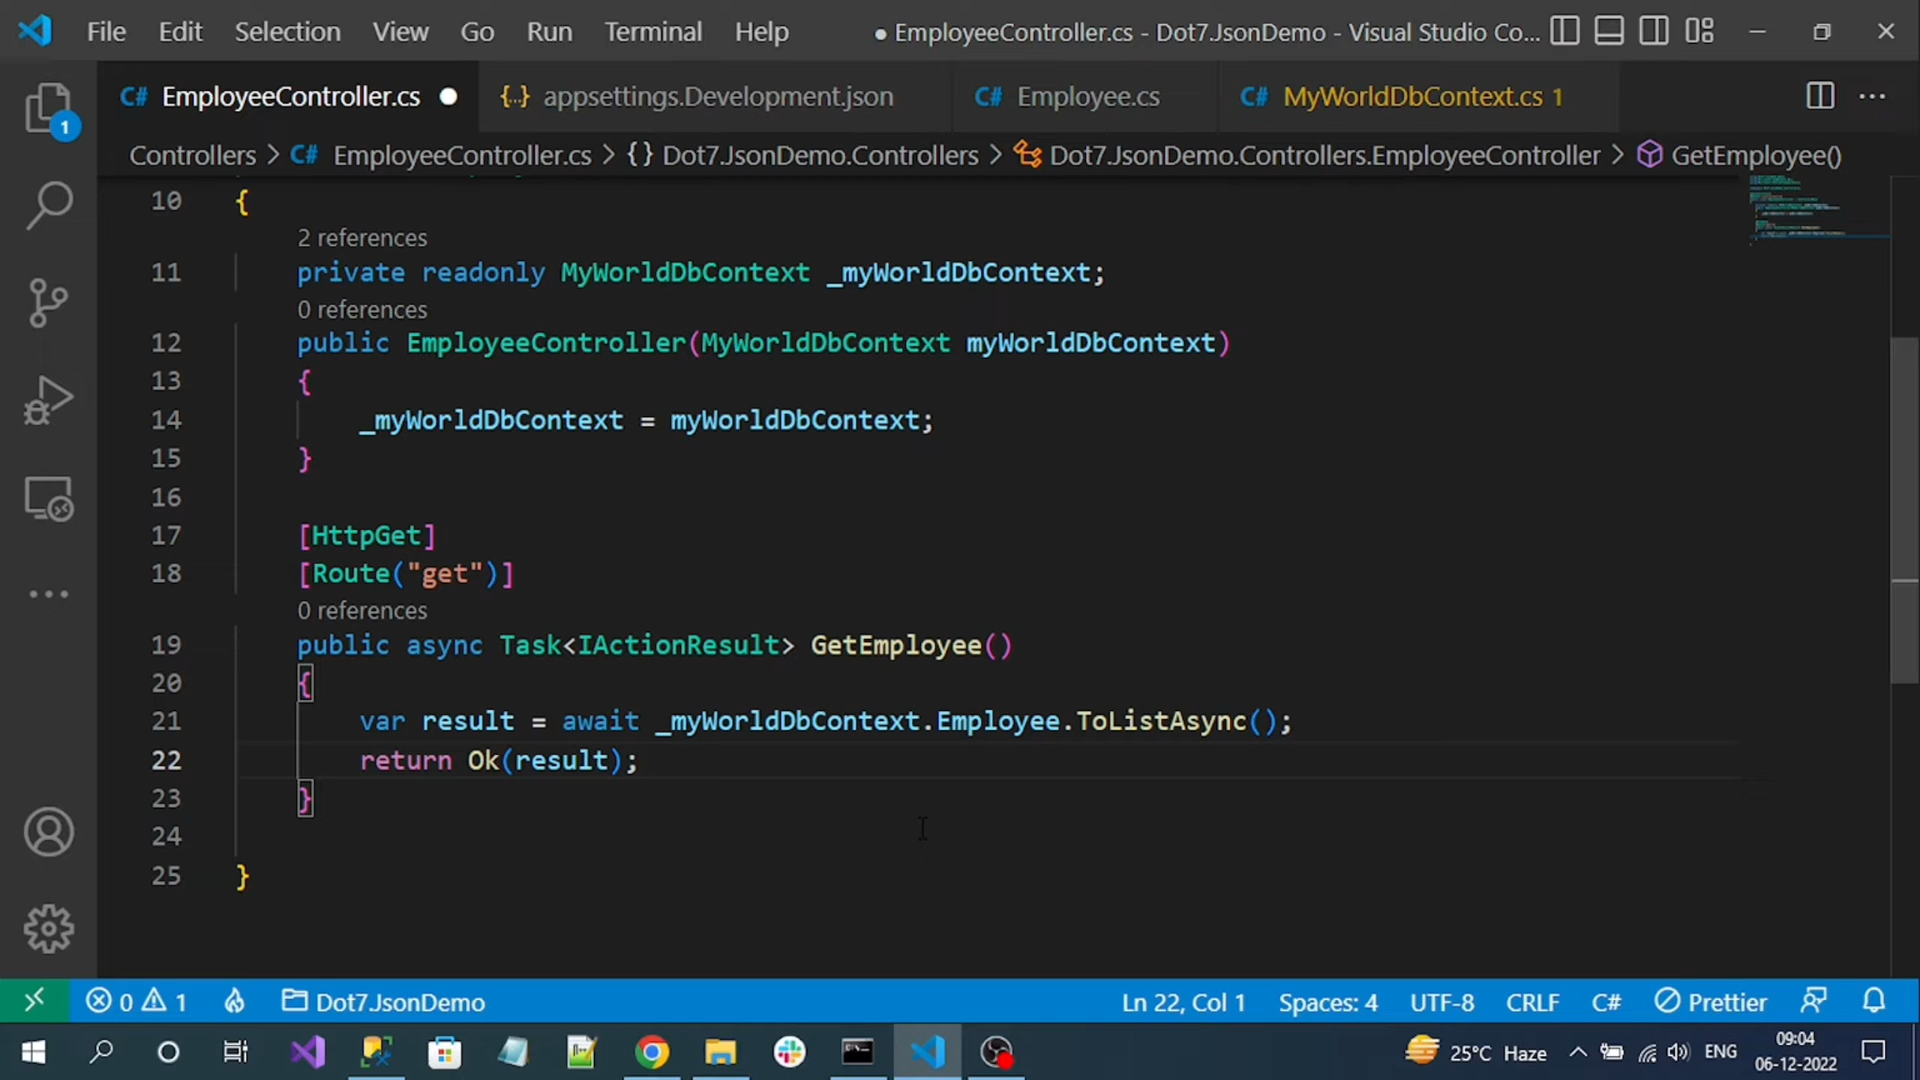 File Edit Selection View Go Run Terminal Help ● EmployeeController.cs - Dot7.JsonDemo - Visual Studio Co...
C# EmployeeController.cs ● {..} appsettings.Development.json C# Employee.cs C# MyWorldDbContext.cs 1
1
Controllers > C# EmployeeController.cs > {} Dot7.JsonDemo.Controllers > Dot7.JsonDemo.Controllers.EmployeeController > GetEmployee()
10 {
2 references
11 private readonly MyWorldDbContext _myWorldDbContext;
0 references
12 public EmployeeController(MyWorldDbContext myWorldDbContext)
13 {
14 _myWorldDbContext = myWorldDbContext;
15 }
16
17 [HttpGet]
18 [Route("get")]
0 references
19 public async Task<IActionResult> GetEmployee()
20 {
21 var result = await _myWorldDbContext.Employee.ToListAsync();
22 return Ok(result);
23 }
24
25 }
0 1 Dot7.JsonDemo Ln 22, Col 1 Spaces: 4 UTF-8 CRLF C# Prettier
25°C Haze ENG 09:04
06-12-2022